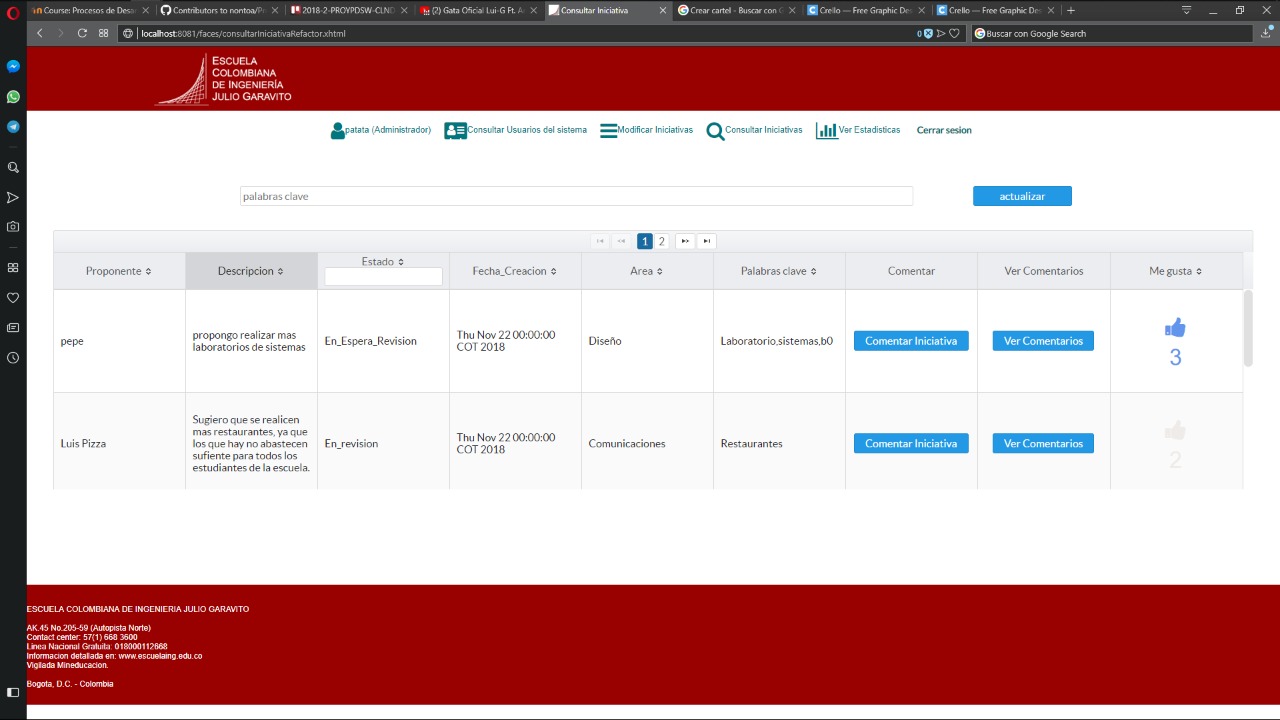 Course: Procesos de Desa
Contributors to nontoa/Pr
2018-2-PROYPDSW-CLND
(2) Gata Oficial Lui-G Ft. A
Consultar Iniciativa
Crear cartel - Buscar con G
Crello — Free Graphic Des
Crello — Free Graphic Des
localhost:8081/faces/consultarIniciativaRefactor.xhtml
0
Buscar con Google Search
ESCUELA
COLOMBIANA
DE INGENIERÍA
JULIO GARAVITO
patata (Administrador)
Consultar Usuarios del sistema
Modificar Iniciativas
Consultar Iniciativas
Ver Estadisticas
Cerrar sesion
palabras clave
actualizar
1 2
Proponente
Descripcion
Estado
Fecha_Creacion
Area
Palabras clave
Comentar
Ver Comentarios
Me gusta
pepe
propongo realizar mas
laboratorios de sistemas
En_Espera_Revision
Thu Nov 22 00:00:00
COT 2018
Diseño
Laboratorio,sistemas,b0
Comentar Iniciativa
Ver Comentarios
3
Luis Pizza
Sugiero que se realicen
mas restaurantes, ya que
los que hay no abastecen
sufiente para todos los
estudiantes de la escuela.
En_revision
Thu Nov 22 00:00:00
COT 2018
Comunicaciones
Restaurantes
Comentar Iniciativa
Ver Comentarios
2
ESCUELA COLOMBIANA DE INGENIERIA JULIO GARAVITO
AK.45 No.205-59 (Autopista Norte)
Contact center: 57(1) 668 3600
Linea Nacional Gratuita: 018000112668
Informacion detallada en: www.escuelaing.edu.co
Vigilada Mineducacion.
Bogota, D.C. - Colombia